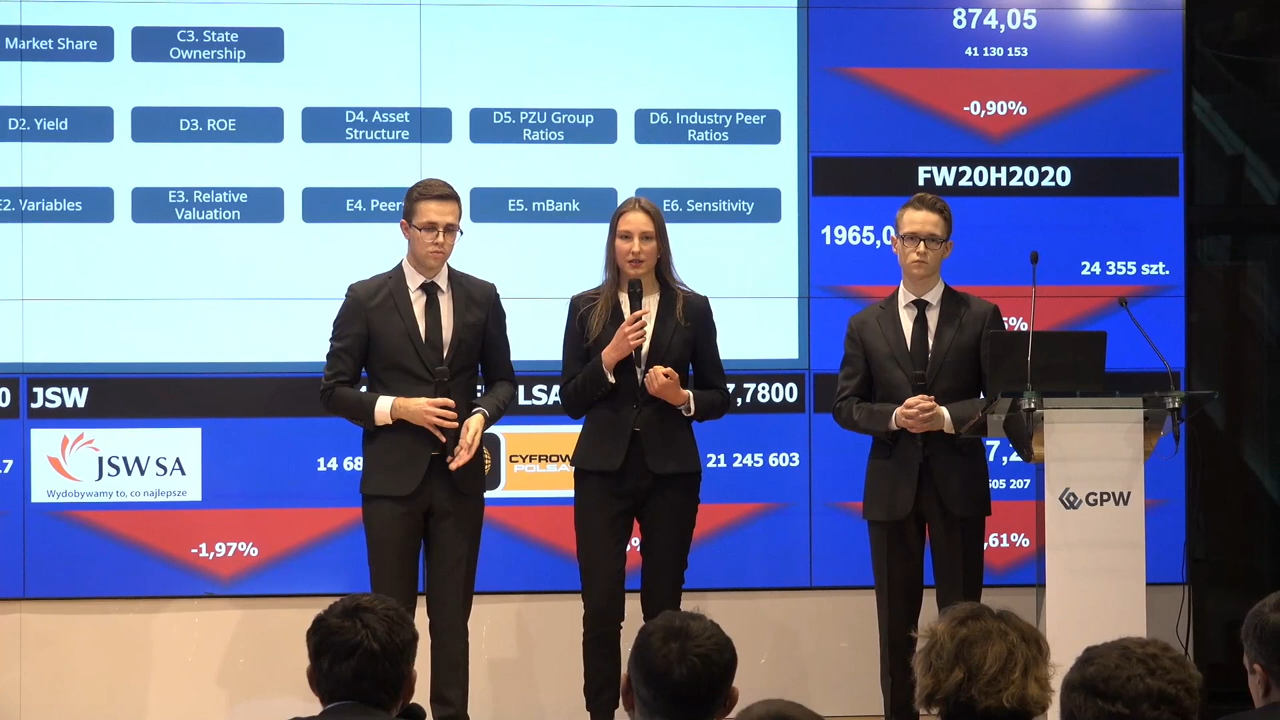 Market Share
C3. State
Ownership
D2. Yield
D3. ROE
D4. Asset
Structure
D5. PZU Group
Ratios
D6. Industry Peer
Ratios
E2. Variables
E3. Relative
Valuation
E4. Peer
E5. mBank
E6. Sensitivity
874,05
41 130 153
-0,90%
FW20H2020
1965,0
24 355 szt.
JSW
LSA
7,7800
JSW SA
Wydobywamy to, co najlepsze
14 68
CYFROW
POLSA
21 245 603
-1,97%
505 207
,61%
GPW